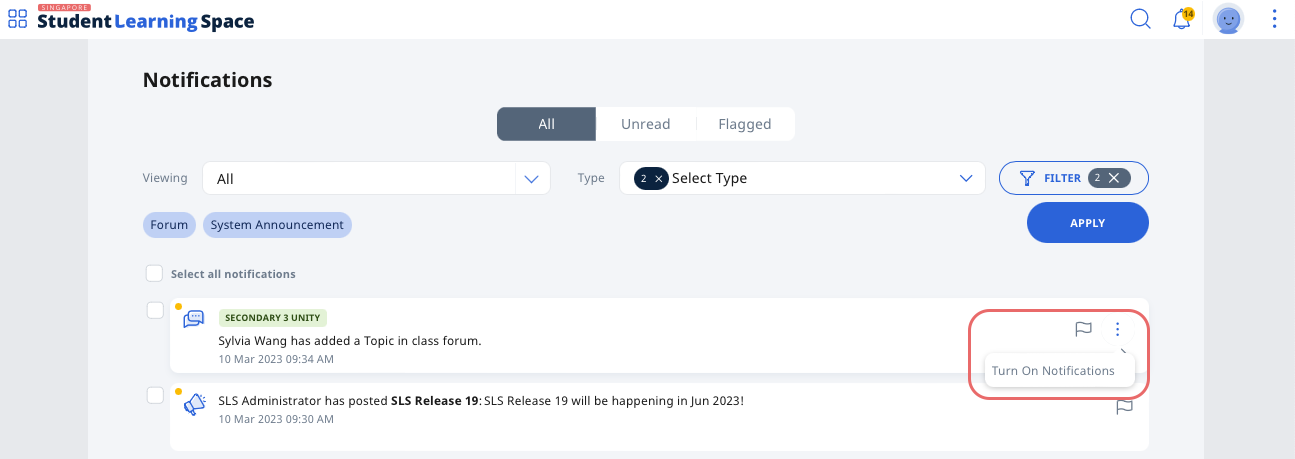 SINGAPORE
Student Learning Space
14
Notifications
All Unread Flagged
Viewing All Type 2 × Select Type FILTER 2 ×
Forum System Announcement APPLY
Select all notifications
SECONDARY 3 UNITY
Sylvia Wang has added a Topic in class forum.
10 Mar 2023 09:34 AM
Turn On Notifications
SLS Administrator has posted SLS Release 19: SLS Release 19 will be happening in Jun 2023!
10 Mar 2023 09:30 AM